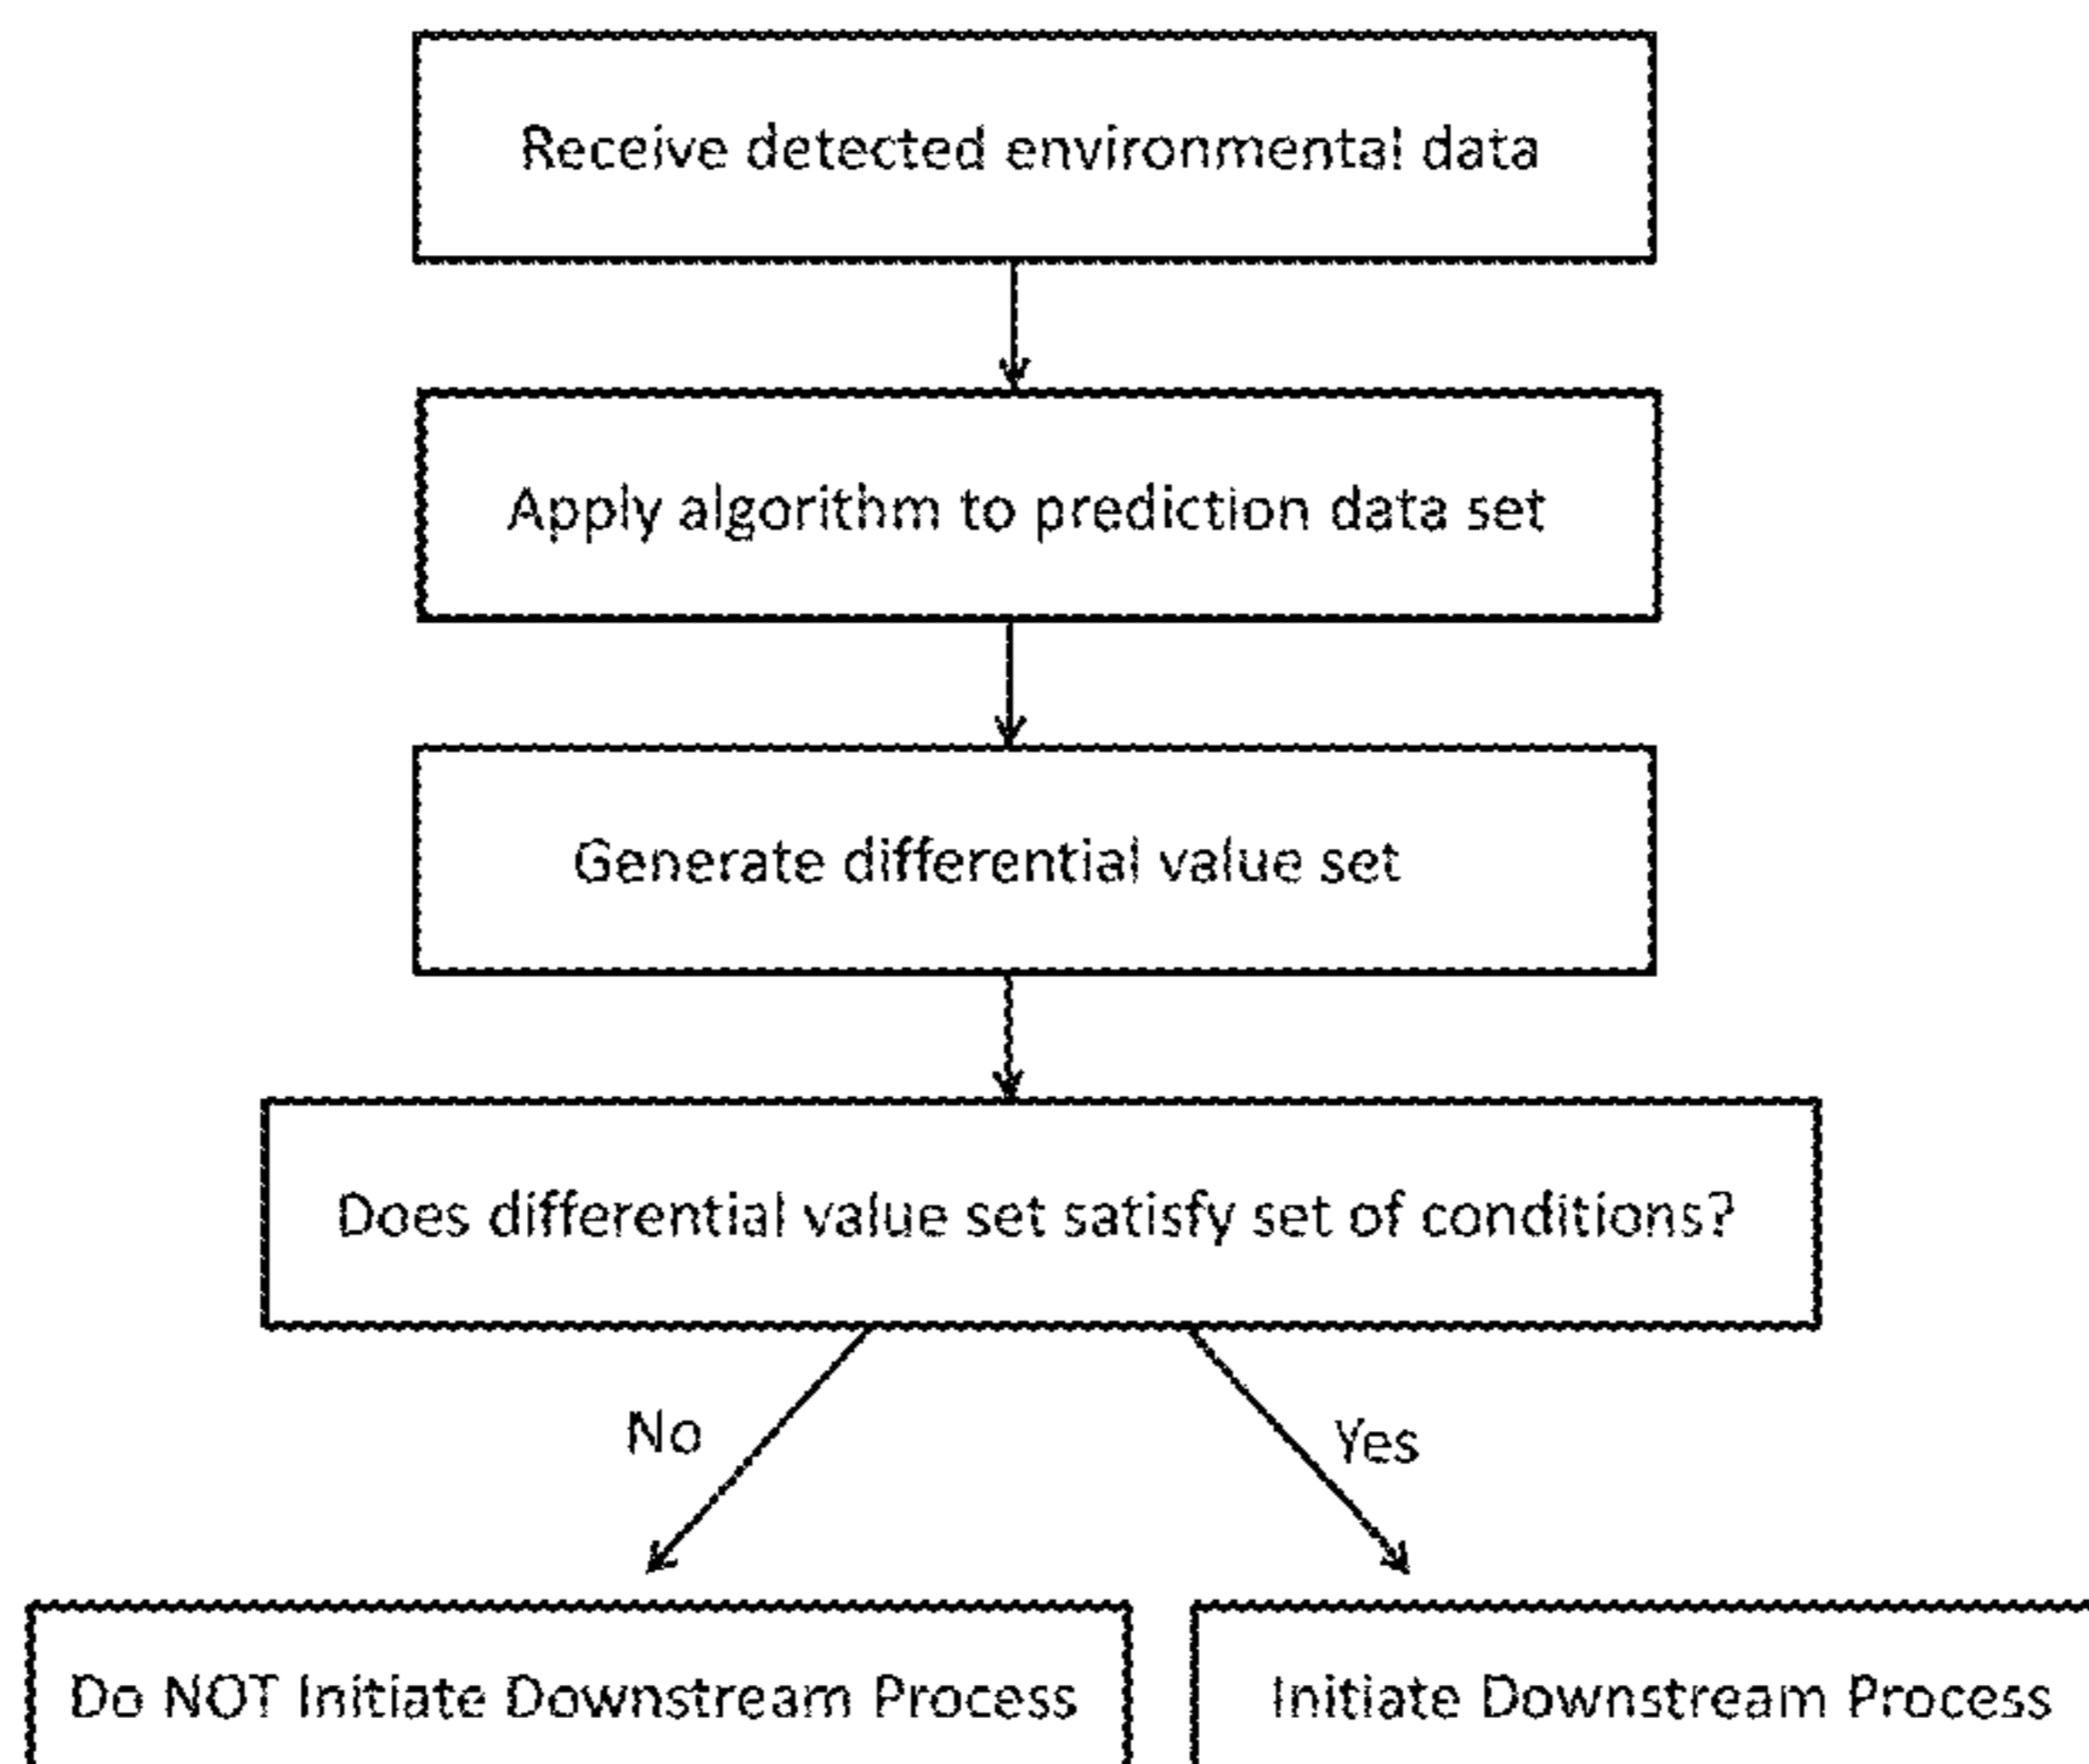 Receive detected environmental data
Apply algorithm to prediction data set
Generate differential value set
Does differential value set satisfy set of conditions?
No
Yes
Do NOT Initiate Downstream Process
Initiate Downstream Process